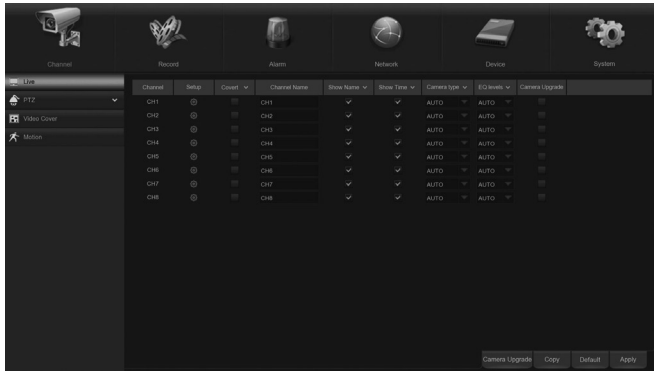 Channel Record Alarm Network Device System
Live
PTZ
Video Cover
Motion
Channel Setup Covert Channel Name Show Name Show Time Camera type EQ levels Camera Upgrade
CH1 CH1 AUTO AUTO
CH2 CH2 AUTO AUTO
CH3 CH3 AUTO AUTO
CH4 CH4 AUTO AUTO
CH5 CH5 AUTO AUTO
CH6 CH6 AUTO AUTO
CH7 CH7 AUTO AUTO
CH8 CH8 AUTO AUTO
Camera Upgrade Copy Default Apply